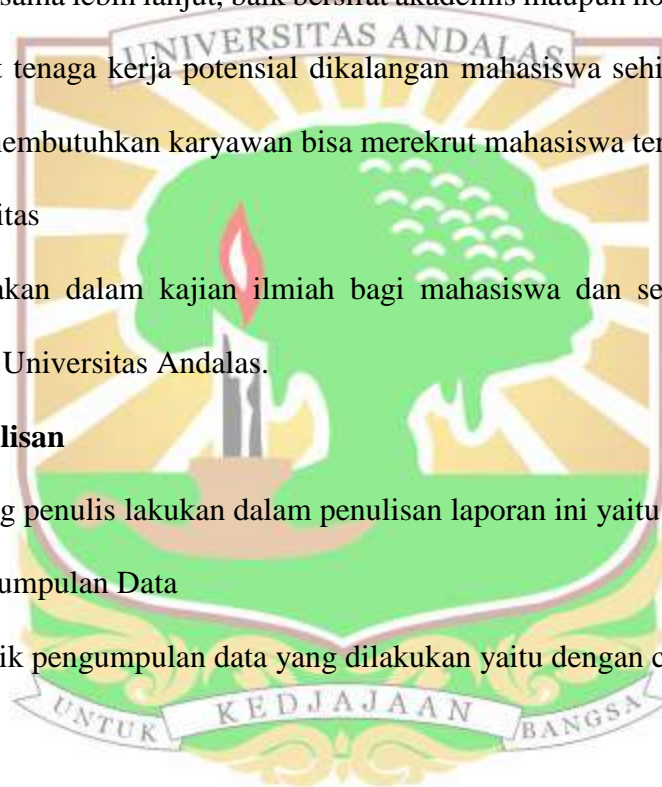 sama lebih lanjut, baik bersifat akademis maupun no
UNIVERSITAS ANDALAS
tenaga kerja potensial dikalangan mahasiswa sehi
membutuhkan karyawan bisa merekrut mahasiswa ter
itas
akan dalam kajian ilmiah bagi mahasiswa dan se
Universitas Andalas.
lisan
g penulis lakukan dalam penulisan laporan ini yaitu
umpulan Data
ik pengumpulan data yang dilakukan yaitu dengan c
UNTUK KEDJAJAAN BANGSA